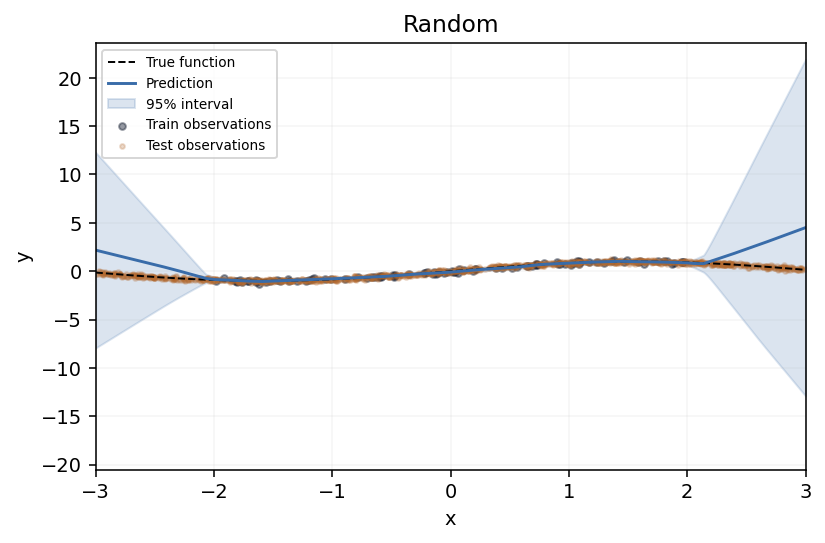 Random
20
15
10
5
0
−5
−10
−15
−20
y
True function
Prediction
95% interval
Train observations
Test observations
−3 −2 −1 0 1 2 3
x